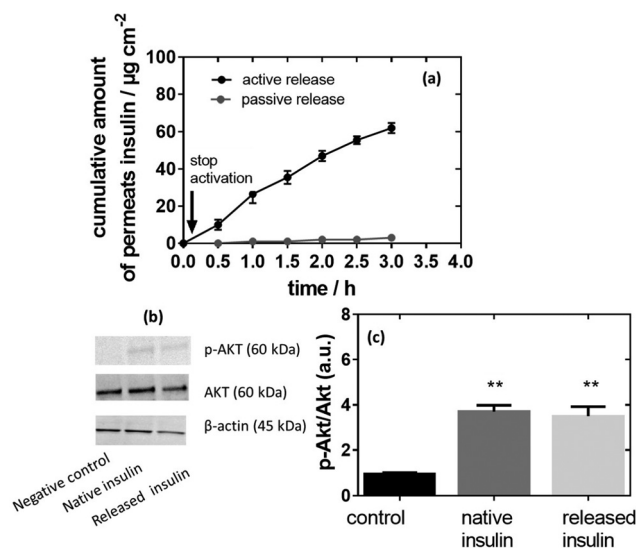 cumulative amount
of permeats insulin / µg cm-2
100
80
60
40
20
0
active release
passive release
(a)
stop
activation
0.0 0.5 1.0 1.5 2.0 2.5 3.0 3.5 4.0
time / h
(b)
p-AKT (60 kDa)
AKT (60 kDa)
β-actin (45 kDa)
Negative control
Native insulin
Released insulin
(c)
p-Akt/Akt (a.u.)
8
6
4
2
0
** **
control native insulin released insulin